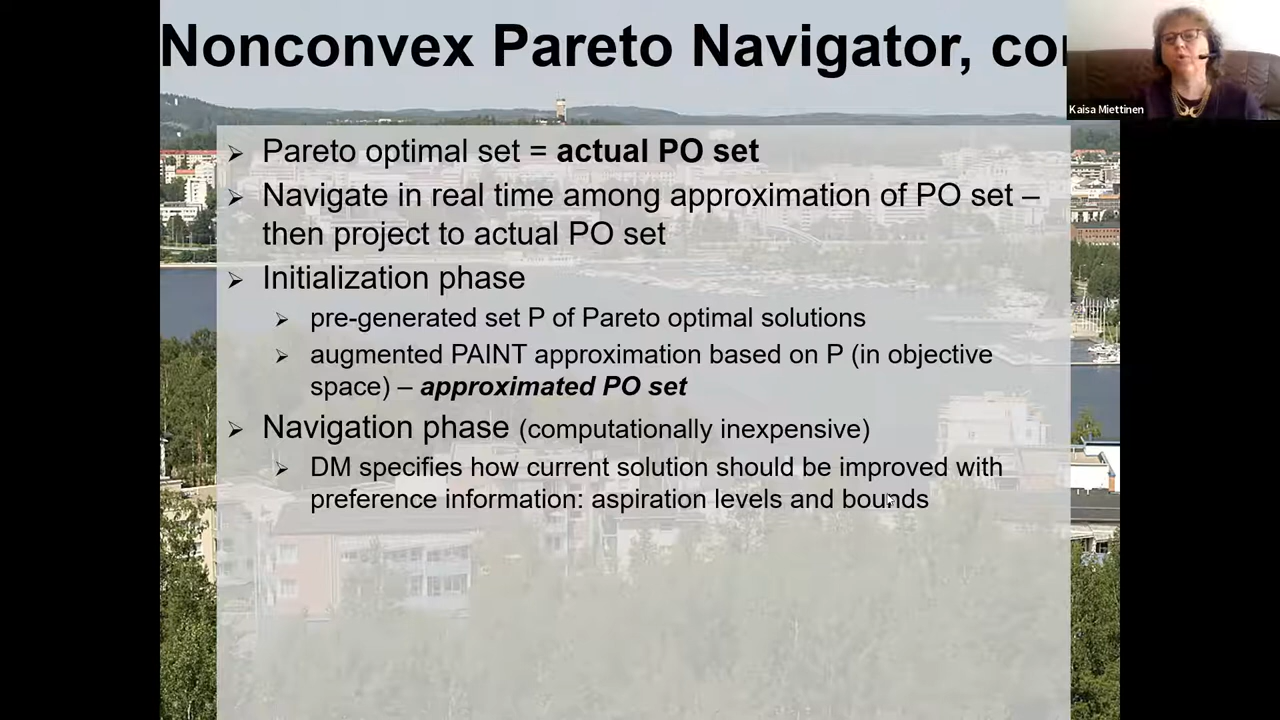 Nonconvex Pareto Navigator, co
Kaisa Miettinen
➢ Pareto optimal set = actual PO set
➢ Navigate in real time among approximation of PO set –
then project to actual PO set
➢ Initialization phase
➢ pre-generated set P of Pareto optimal solutions
➢ augmented PAINT approximation based on P (in objective
space) – approximated PO set
➢ Navigation phase (computationally inexpensive)
➢ DM specifies how current solution should be improved with
preference information: aspiration levels and bounds